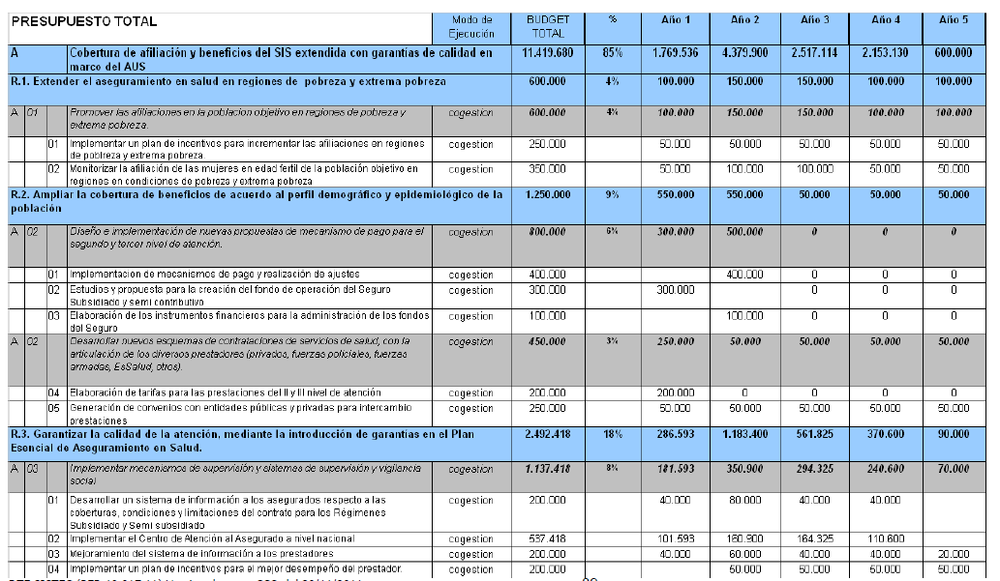 PRESUPUESTO TOTAL Modo de Ejecución BUDGET TOTAL % Año 1 Año 2 Año 3 Año 4 Año 5
A Cobertura de afiliación y beneficios del SIS extendida con garantías de calidad en 11.419.680 85% 1.769.536 4.379.900 2.517.114 2.153.130 600.000
marco del AUS
R.1. Extender el aseguramiento en salud en regiones de pobreza y extrema pobreza 600.000 4% 100.000 150.000 150.000 100.000 100.000
A 01 Promover las afiliaciones en la poblacion objetivo en regiones de pobreza y cogestion 600.000 4% 100.000 150.000 150.000 100.000 100.000
extrema pobreza.
01 Implementar un plan de incentivos para incrementar las afiliaciones en regiones cogestion 250.000 50.000 50.000 50.000 50.000 50.000
de poblreza y extrema pobreza.
02 Monitorizar la afiliación de las mujeres en edad fertil de la población objetivo en cogestion 350.000 50.000 100.000 100.000 50.000 50.000
regiones en condiciones de pobreza y extrema pobreza
R.2. Ampliar la cobertura de beneficios de acuerdo al perfil demográfico y epidemiológico de la 1.250.000 9% 550.000 550.000 50.000 50.000 50.000
población
A 02 Diseño e implementación de nuevas propuestas de mecanismo de pago para el cogestion 800.000 6% 300.000 500.000 0 0 0
segundo y tercer nivel de atención.
01 Implementacion de mecanismos de pago y realización de ajustes cogestion 400.000 400.000 0 0 0
02 Estudios y propuesta para la creación del fondo de operación del Seguro cogestion 300.000 300.000 0 0 0
Subsidiado y semi contributivo
03 Elaboración de los instrumentos financieros para la administración de los fondos cogestion 100.000 100.000 0 0 0
del Seguro
A 02 Desarrollar nuevos esquemas de contrataciones de servicios de salud, con la cogestion 450.000 3% 250.000 50.000 50.000 50.000 50.000
articulación de los diversos prestadores (privados, fuerzas policiales, fuerzas
armadas, EsSalud, otros).
04 Elaboración de tarifas para las prestaciones del II y III nivel de atención cogestion 200.000 200.000 0 0 0 0
05 Generación de convenios con entidades públicas y privadas para intercambio cogestion 250.000 50.000 50.000 50.000 50.000 50.000
prestaciones
R.3. Garantizar la calidad de la atención, mediante la introducción de garantías en el Plan 2.492.418 18% 286.593 1.183.400 561.825 370.600 90.000
Esencial de Aseguramiento en Salud.
A 03 Implementar mecanismos de supervisión y sistemas de supervisión y vigilancia cogestion 1.137.418 8% 181.593 350.900 294.325 240.600 70.000
social
01 Desarrollar un sistema de información a los asegurados respecto a las cogestion 200.000 40.000 80.000 40.000 40.000
coberturas, condiciones y limitaciones del contrato para los Régimenes
Subsidiado y Semi subsidiado
02 Implementar el Centro de Atención al Asegurado a nivel nacional cogestion 537.418 101.593 160.900 164.325 110.600
03 Mejoramiento del sistema de información a los prestadores cogestion 200.000 40.000 60.000 40.000 40.000 20.000
04 Implementar un plan de incentivos para el mejor desempeño del prestador. cogestion 200.000 50.000 50.000 50.000 50.000